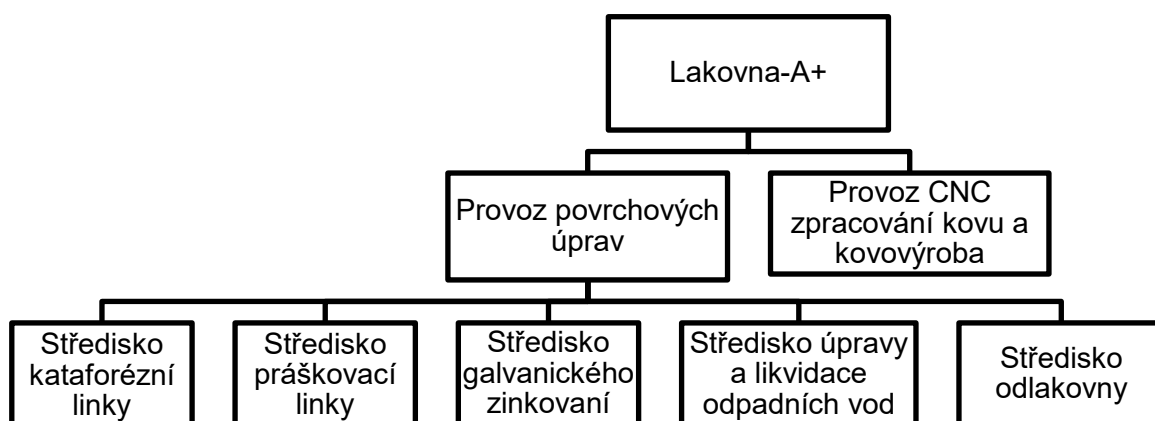 Lakovna-A+
Provoz povrchových
úprav
Provoz CNC
zpracování kovu a
kovovýroba
Středisko
kataforézní
linky
Středisko
práškovací
linky
Středisko
galvanického
zinkovaní
Středisko úpravy
a likvidace
odpadních vod
Středisko
odlakovny